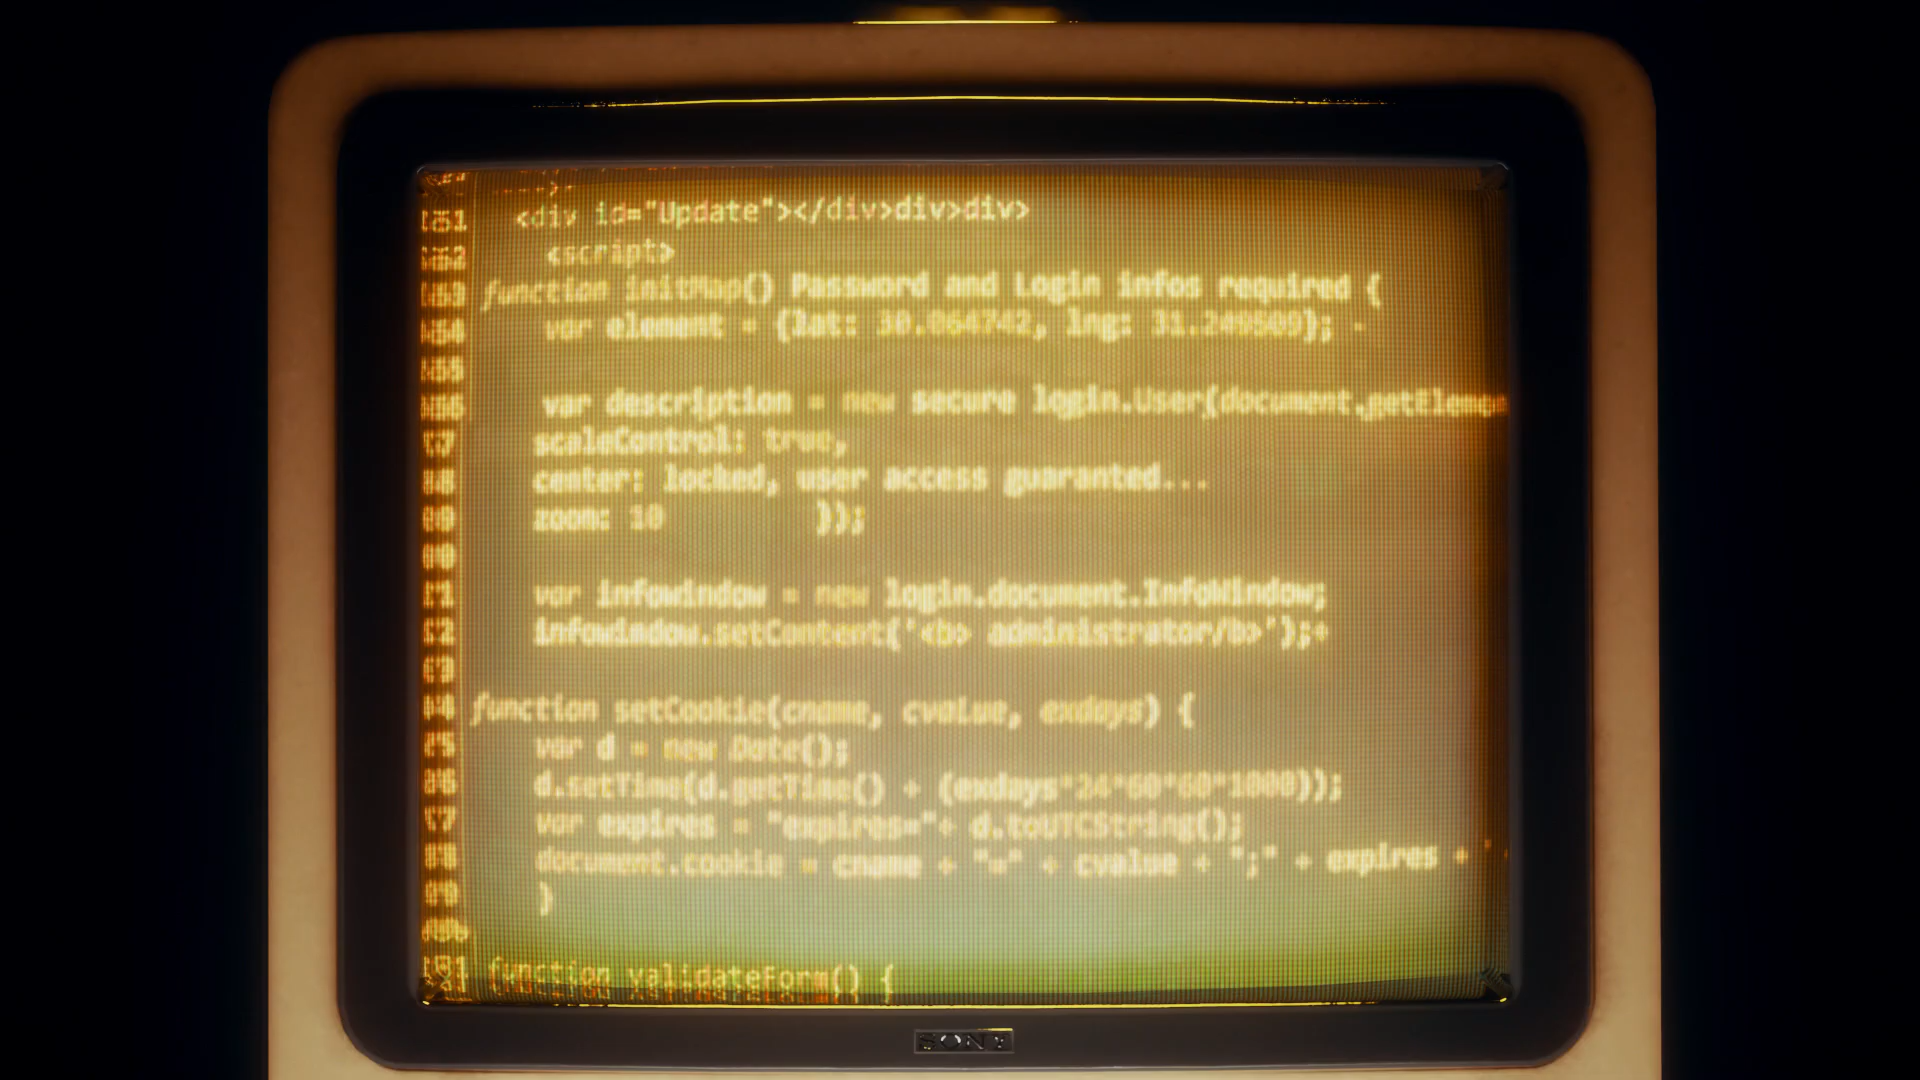 <div id="Update"></div>div>div>
<script>
function initMap() Password and Login infos required {
var element = {lat: 30.064742, lng: 31.249509}; -
var description = new secure login.User(document.getElement
scaleControl: true,
center: locked, user access guaranted...
zoom: 10 });
var infowindow = new login.document.InfoWindow;
infowindow.setContent('<b> administrator/b>');+
function setCookie(cname, cvalue, exdays) {
var d = new Date();
d.setTime(d.getTime() + (exdays*24*60*60*1000));
var expires = "expires="+ d.toUTCString();
document.cookie = cname + "=" + cvalue + ";" + expires + "
}
function validateForm() {
SONY